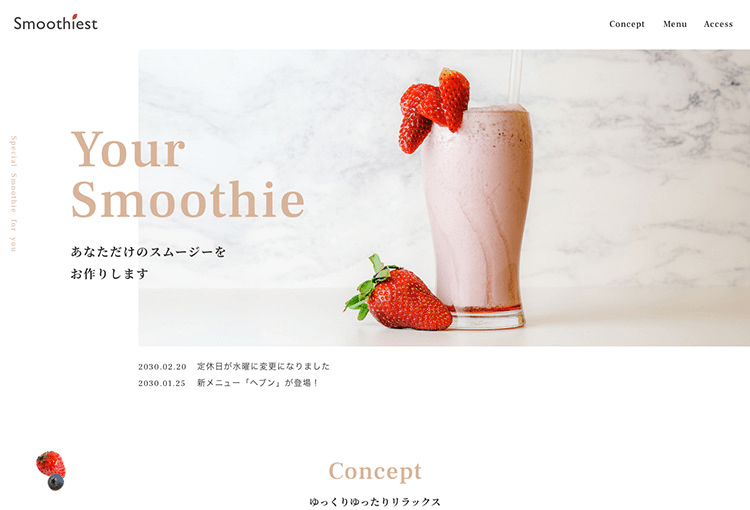 Smoothiest
Concept Menu Access
Special Smoothie for you
Your
Smoothie
あなただけのスムージーを
お作りします
2030.02.20 定休日が水曜に変更になりました
2030.01.25 新メニュー「ヘブン」が登場！
Concept
ゆっくりゆったりリラックス